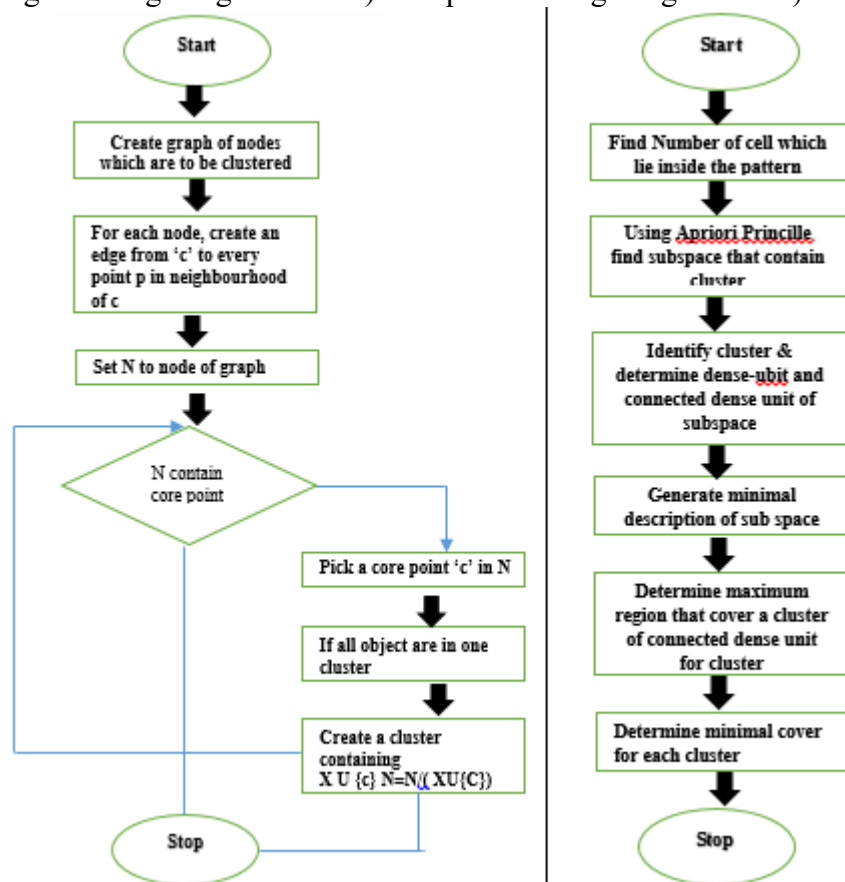 Start
Create graph of nodes
which are to be clustered
For each node, create an
edge from ‘c’ to every
point p in neighbourhood
of c
Set N to node of graph
N contain
core point
Pick a core point ‘c’ in N
If all object are in one
cluster
Create a cluster
containing
X U {c} N=N/( XU{C})
Stop
Start
Find Number of cell which
lie inside the pattern
Using Apriori Princille
find subspace that contain
cluster
Identify cluster &
determine dense-ubit and
connected dense unit of
subspace
Generate minimal
description of sub space
Determine maximum
region that cover a cluster
of connected dense unit
for cluster
Determine minimal cover
for each cluster
Stop